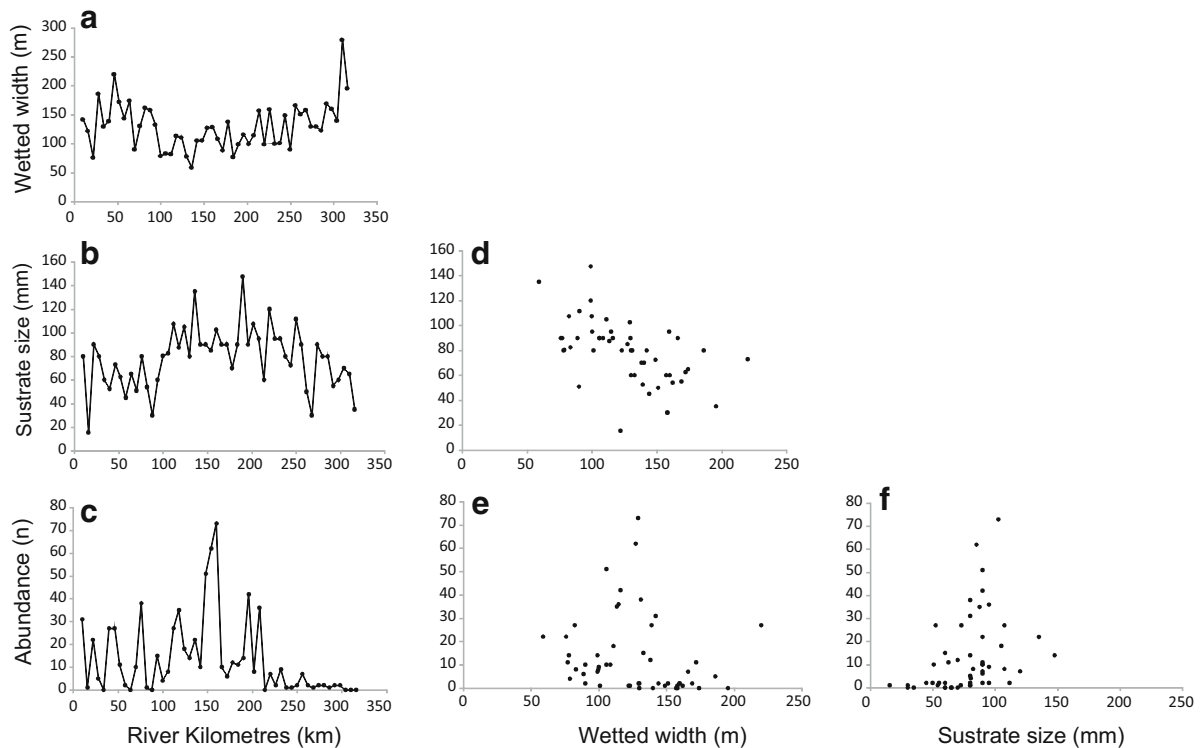 a
Wetted width (m)
300
250
200
150
100
50
0
0 50 100 150 200 250 300 350
b
Sustrate size (mm)
160
140
120
100
80
60
40
20
0
0 50 100 150 200 250 300 350
d
160
140
120
100
80
60
40
20
0
0 50 100 150 200 250
c
Abundance (n)
80
70
60
50
40
30
20
10
0
0 50 100 150 200 250 300 350
River Kilometres (km)
e
80
70
60
50
40
30
20
10
0
0 50 100 150 200 250
Wetted width (m)
f
80
70
60
50
40
30
20
10
0
0 50 100 150 200 250
Sustrate size (mm)